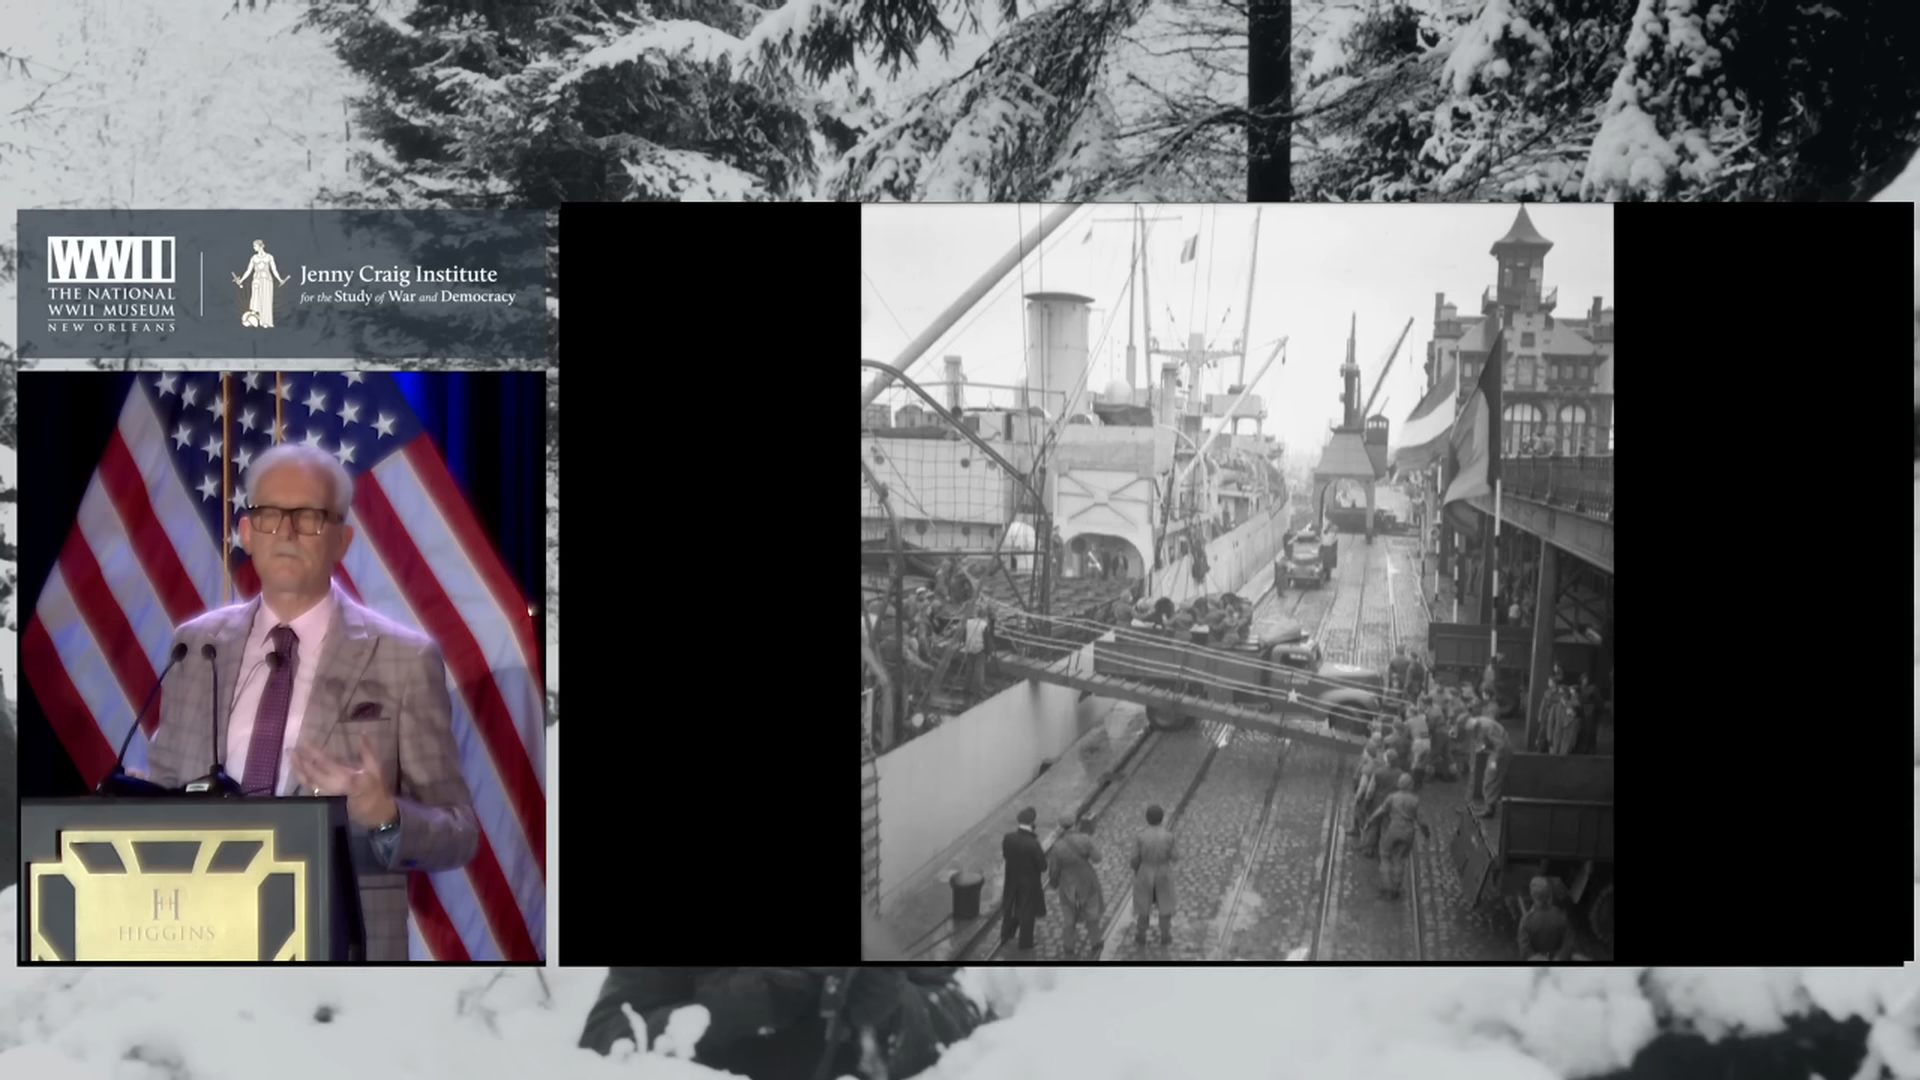 WWII
THE NATIONAL
WWII MUSEUM
NEW ORLEANS
Jenny Craig Institute
for the Study of War and Democracy
H
HIGGINS